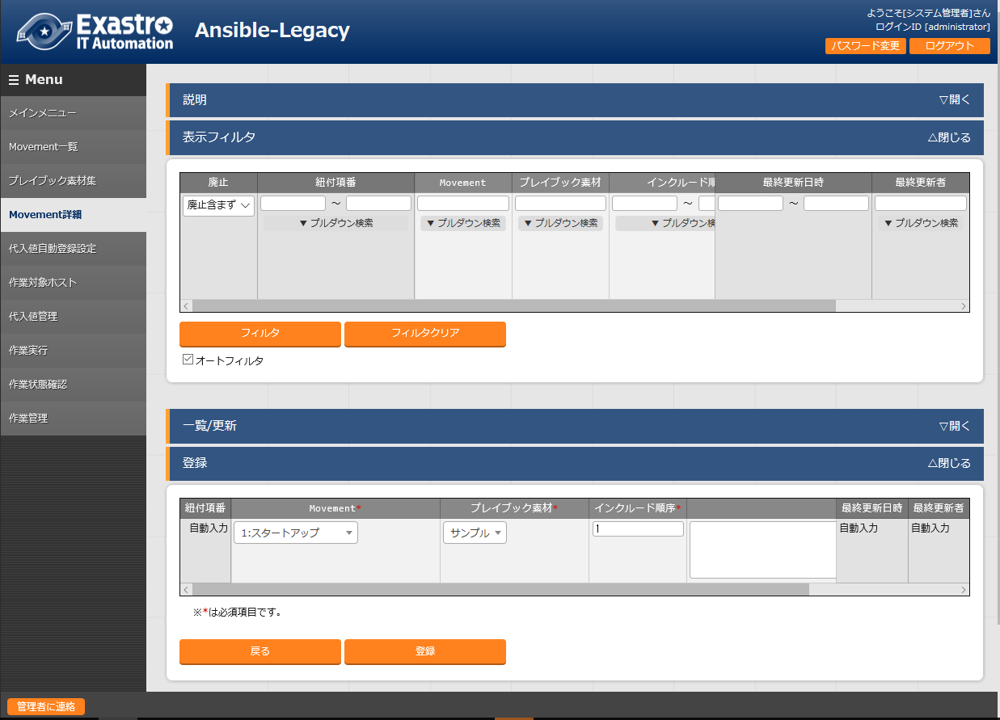 Exastro
IT Automation
Ansible-Legacy
ようこそ[システム管理者]さん
ログインID [administrator]
パスワード変更 ログアウト
☰ Menu
メインメニュー
Movement一覧
プレイブック素材集
Movement詳細
代入値自動登録設定
作業対象ホスト
代入値管理
作業実行
作業状態確認
作業管理
説明 ▽開く
表示フィルタ △閉じる
廃止 紐付項番 Movement プレイブック素材 インクルード順 最終更新日時 最終更新者
廃止含まず ～ ～ ～
▼プルダウン検索 ▼プルダウン検索 ▼プルダウン検索 ▼プルダウン検 ▼プルダウン検索
フィルタ フィルタクリア
オートフィルタ
一覧/更新 ▽開く
登録 △閉じる
紐付項番 Movement* プレイブック素材* インクルード順序* 最終更新日時 最終更新者
自動入力 1:スタートアップ サンプル 1 自動入力 自動入力
※*は必須項目です。
戻る 登録
管理者に連絡